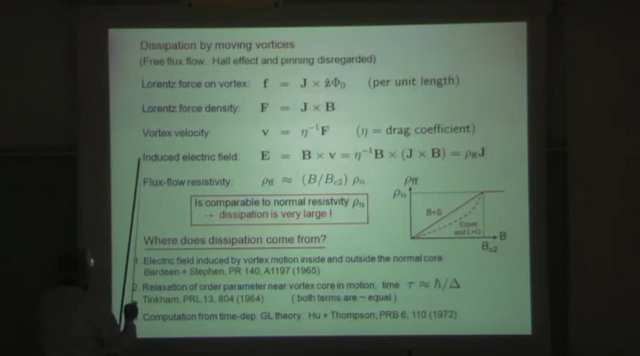 Dissipation by moving vortices
(Free flux flow. Hall effect and pinning disregarded)
Lorentz force on vortex: f = J × ẑΦ₀ (per unit length)
Lorentz force density: F = J × B
Vortex velocity: v = η⁻¹F (η = drag coefficient)
Induced electric field: E = B × v = η⁻¹B × (J × B) = ρff J
Flux-flow resistivity: ρff ≈ (B/Bc2) ρn
Is comparable to normal resistvity ρn
→ dissipation is very large !
ρff
ρn
B+S
Exper
and L+O
B
Bc2
Where does dissipation come from?
1. Electric field induced by vortex motion inside and outside the normal core
Bardeen + Stephen, PR 140, A1197 (1965)
2. Relaxation of order parameter near vortex core in motion, time τ ≈ ħ/Δ
Tinkham, PRL 13, 804 (1964) ( both terms are ~ equal )
Computation from time-dep. GL theory: Hu + Thompson, PRB 6, 110 (1972)